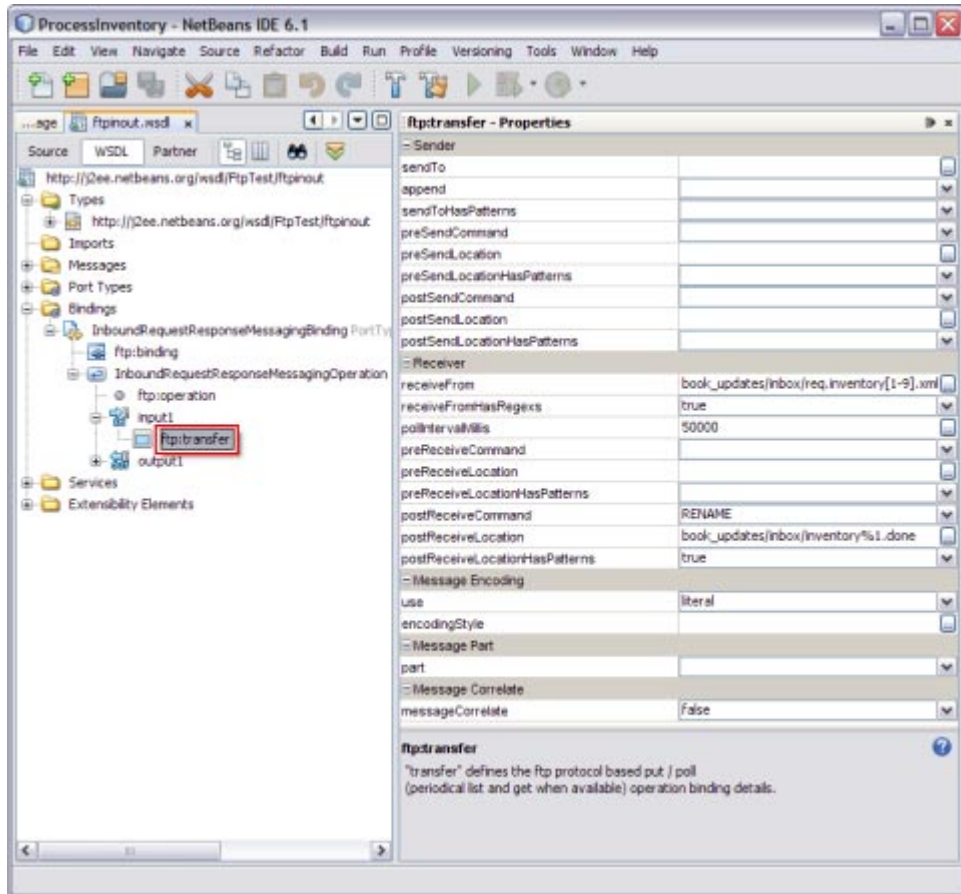 ProcessInventory - NetBeans IDE 6.1
File Edit View Navigate Source Refactor Build Run Profile Versioning Tools Window Help
...age ftpinout.wsdl
Source WSDL Partner
http://j2ee.netbeans.org/wsdl/FtpTest/ftpinout
Types
http://j2ee.netbeans.org/wsdl/FtpTest/ftpinout
Imports
Messages
Port Types
Bindings
InboundRequestResponseMessagingBinding PortTy
ftp:binding
InboundRequestResponseMessagingOperation
ftp:operation
input1
ftp:transfer
output1
Services
Extensibility Elements
ftp:transfer - Properties
Sender
sendTo
append
sendToHasPatterns
preSendCommand
preSendLocation
preSendLocationHasPatterns
postSendCommand
postSendLocation
postSendLocationHasPatterns
Receiver
receiveFrom book_updates/inbox/req.inventory[1-9].xml
receiveFromHasRegexs true
pollIntervalMillis 50000
preReceiveCommand
preReceiveLocation
preReceiveLocationHasPatterns
postReceiveCommand RENAME
postReceiveLocation book_updates/inbox/inventory%1.done
postReceiveLocationHasPatterns true
Message Encoding
use literal
encodingStyle
Message Part
part
Message Correlate
messageCorrelate false
ftp:transfer
"transfer" defines the ftp protocol based put / poll
(periodical list and get when available) operation binding details.